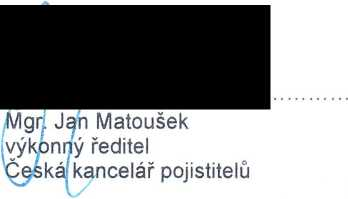 Mgr. Jan Matoušek
výkonný ředitel
Česká kancelář pojistitelů